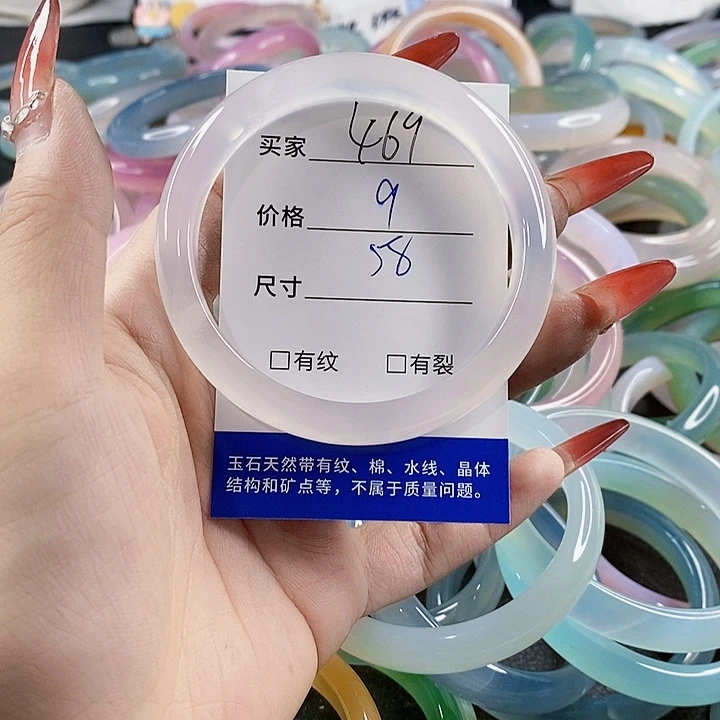 买家 469
价格 9
尺寸 58
□有纹 □有裂
玉石天然带有纹、棉、水线、晶体
结构和矿点等，不属于质量问题。